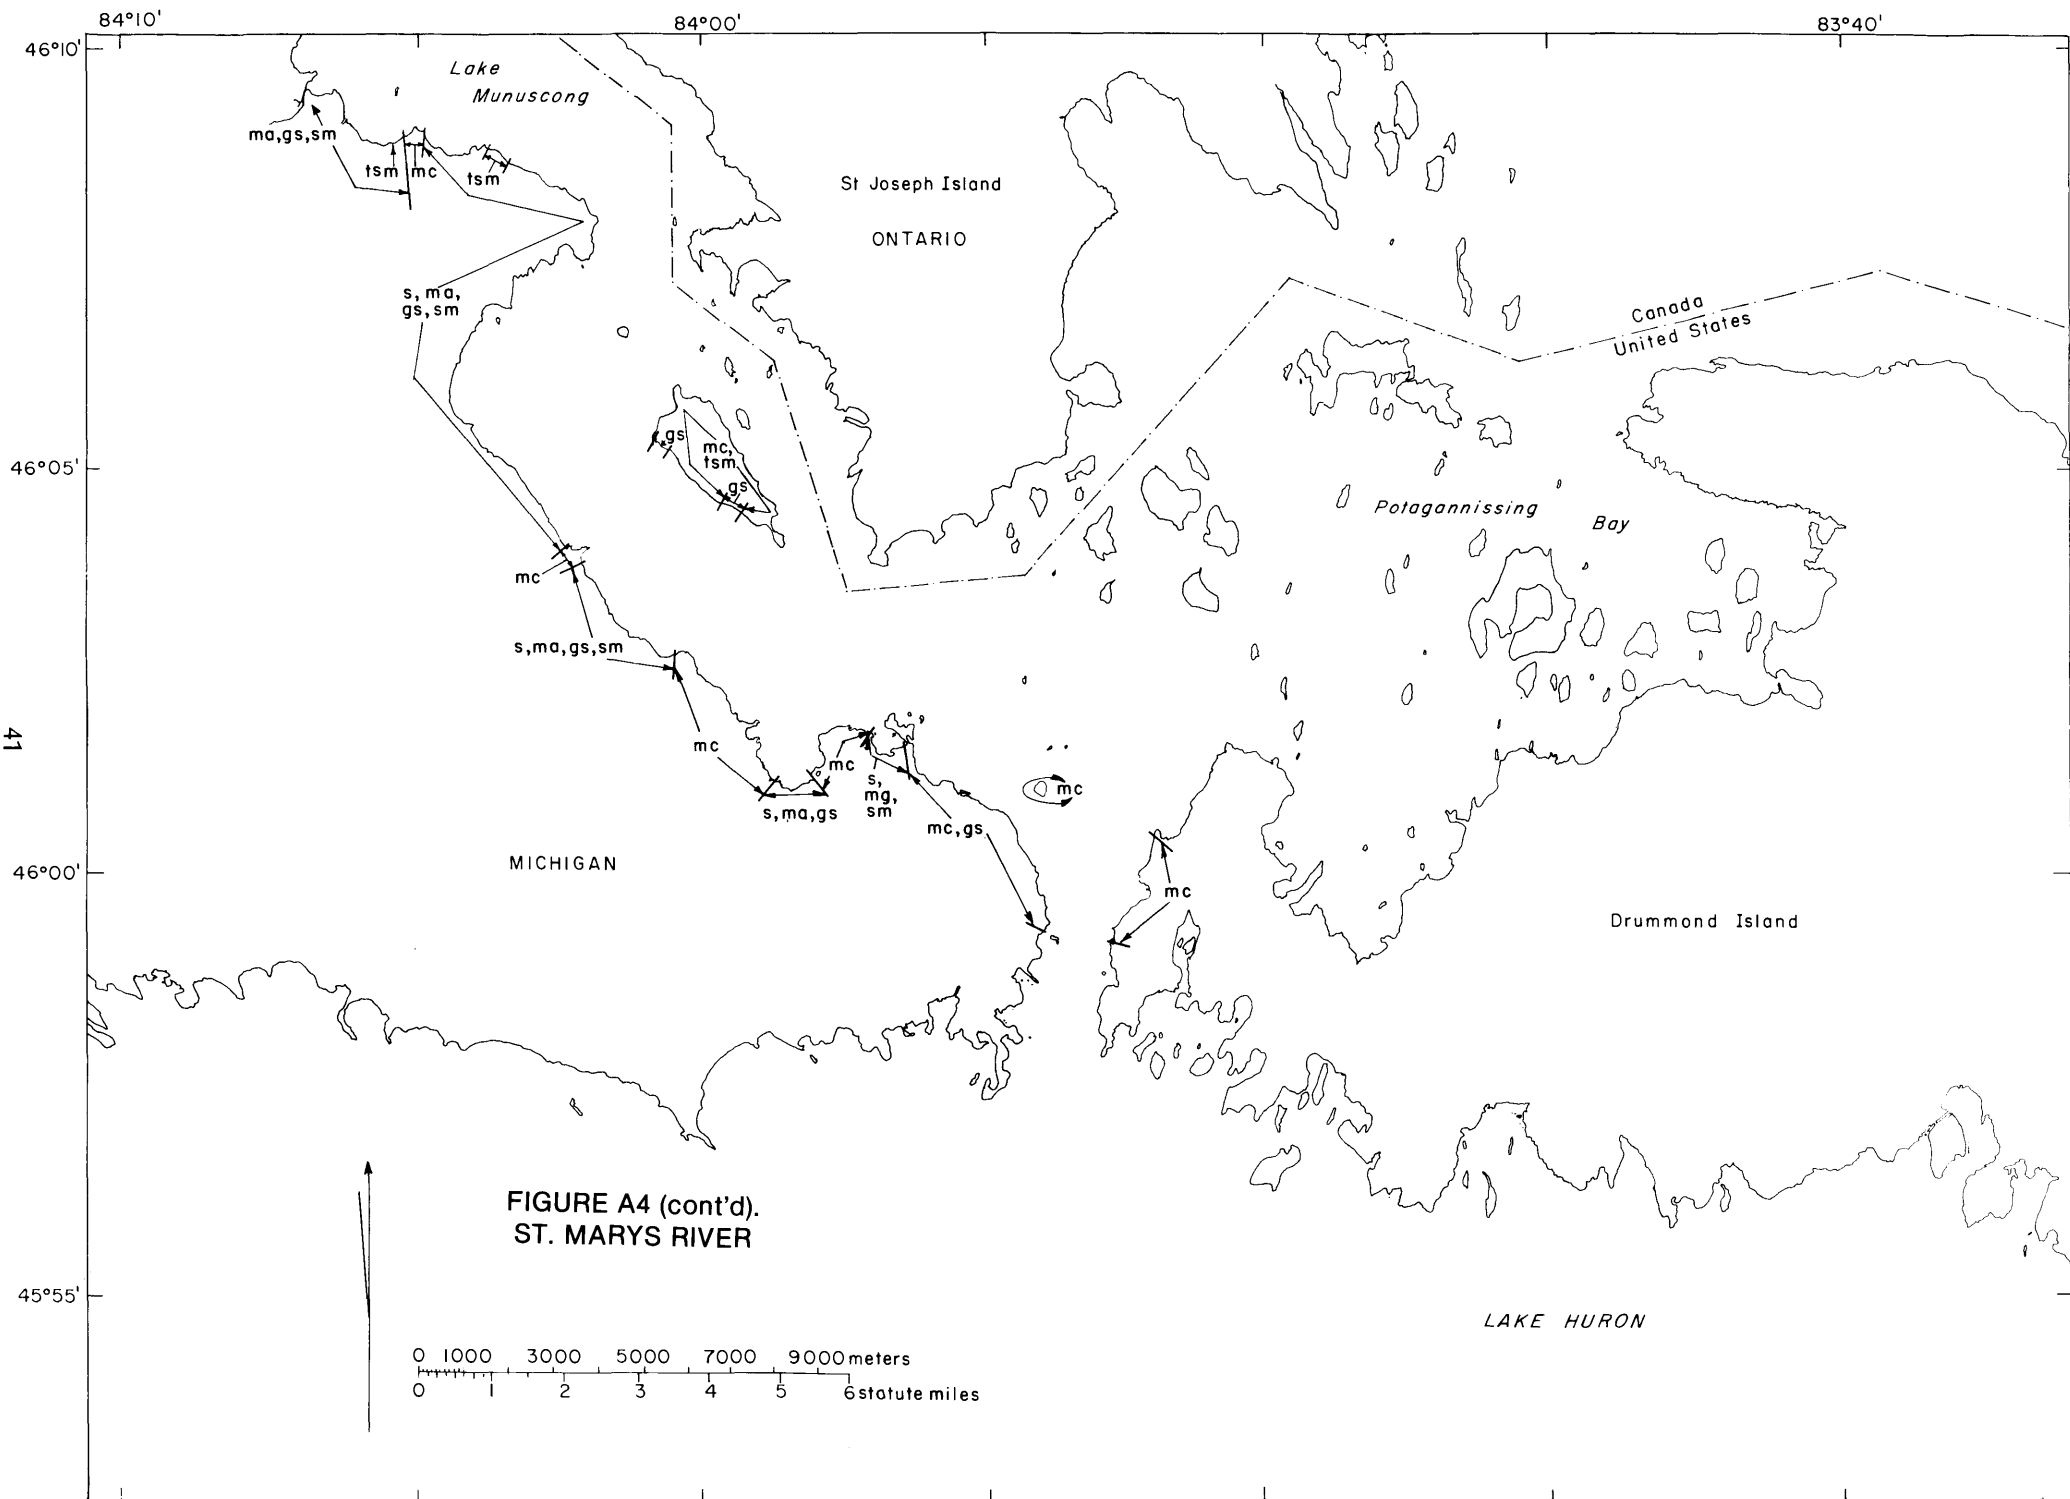 84°10'
84°00'
83°40'
46°10'
Lake
Munuscong
ma,gs,sm
tsm
mc
tsm
St Joseph Island
ONTARIO
s, ma,
gs,sm
Canada
United States
gs
mc,
tsm
gs
46°05'
Potagannissing
Bay
mc
s,ma,gs,sm
41
mc
mc
s,
mg,
sm
s,ma,gs
mc
mc,gs
MICHIGAN
46°00'
mc
Drummond Island
FIGURE A4 (cont'd).
ST. MARYS RIVER
45°55'
LAKE HURON
0 1000 3000 5000 7000 9000 meters
0 1 2 3 4 5 6 statute miles